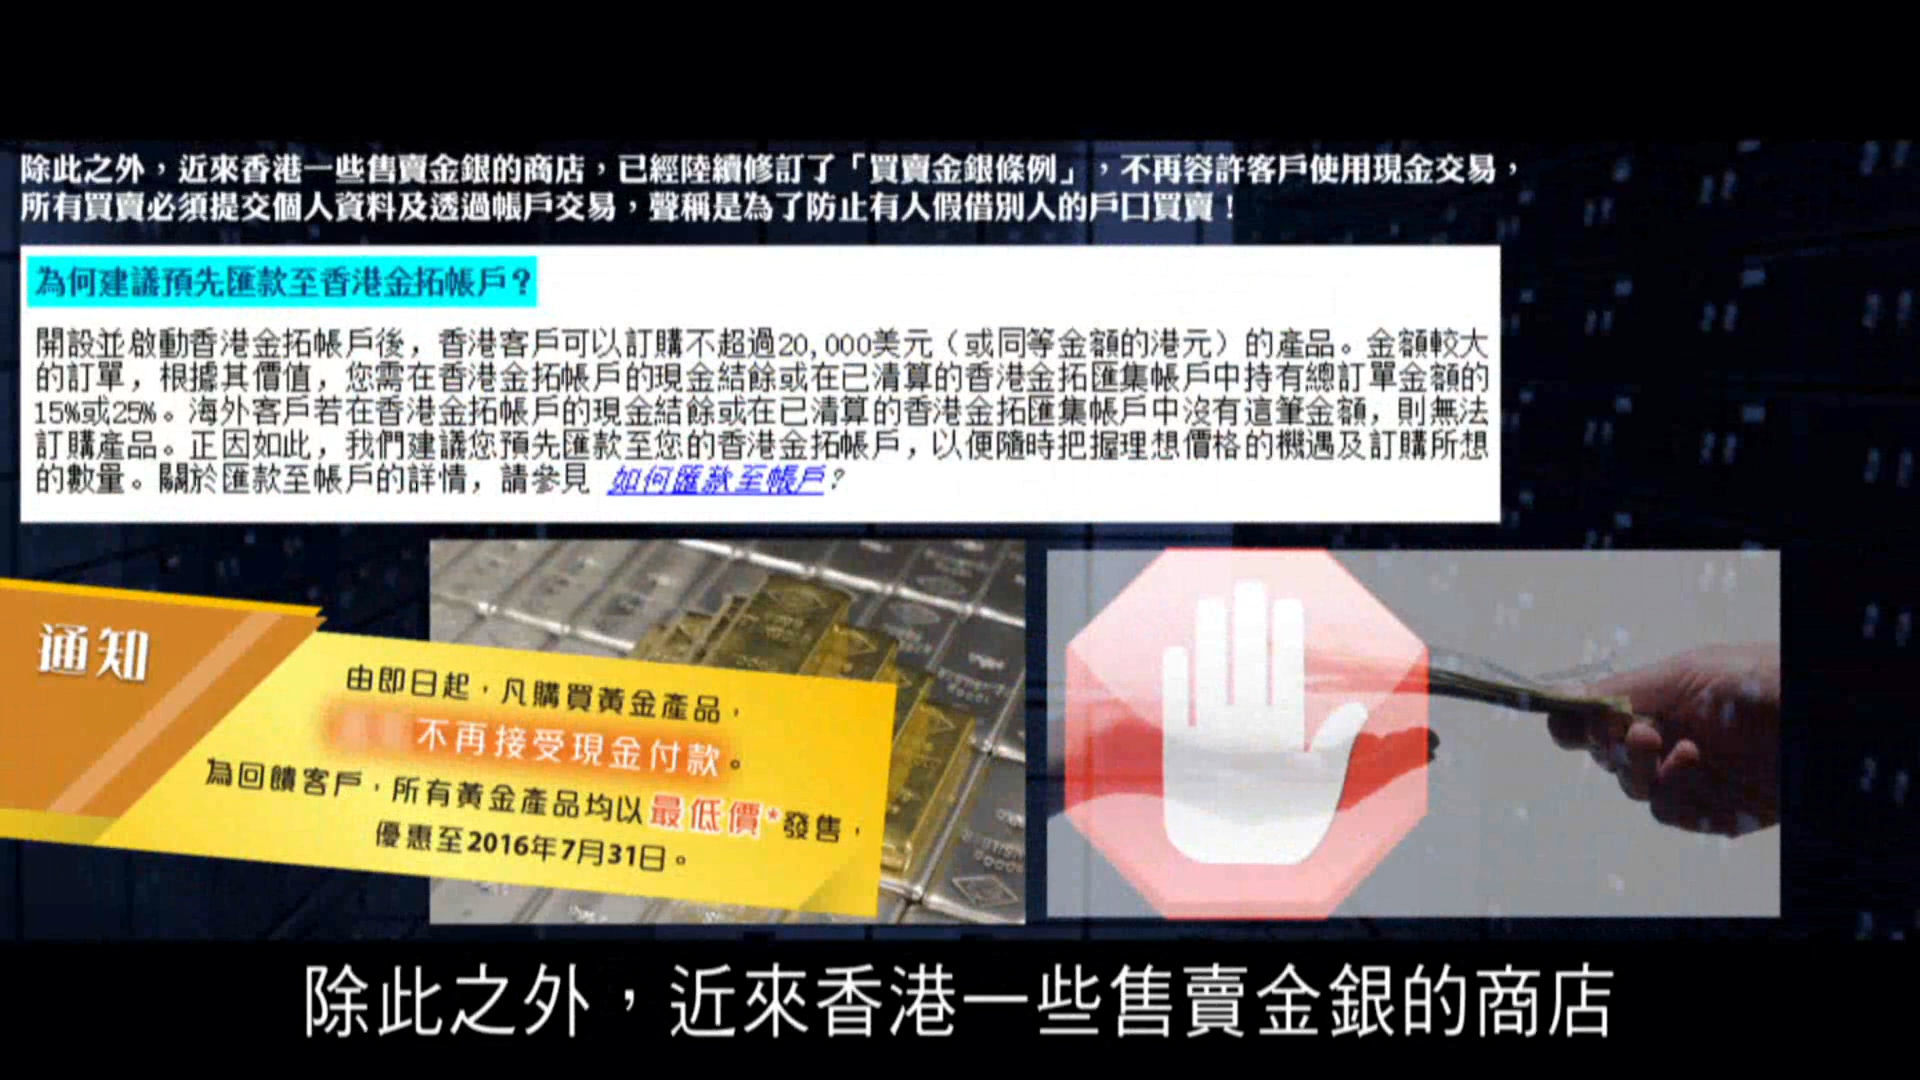 除此之外，近來香港一些售賣金銀的商店，已經陸續修訂了「買賣金銀條例」，不再容許客戶使用現金交易，
所有買賣必須提交個人資料及透過帳戶交易，聲稱是為了防止有人假借別人的戶口買賣！
為何建議預先匯款至香港金拓帳戶？
開設並啟動香港金拓帳戶後，香港客戶可以訂購不超過20,000美元（或同等金額的港元）的產品。金額較大
的訂單，根據其價值，您需在香港金拓帳戶的現金結餘或在已清算的香港金拓匯集帳戶中持有總訂單金額的
15%或25%。海外客戶若在香港金拓帳戶的現金結餘或在已清算的香港金拓匯集帳戶中沒有這筆金額，則無法
訂購產品。正因如此，我們建議您預先匯款至您的香港金拓帳戶，以便隨時把握理想價格的機遇及訂購所想
的數量。關於匯款至帳戶的詳情，請參見 如何匯款至帳戶?
通知
由即日起，凡購買黃金產品，
不再接受現金付款。
為回饋客戶，所有黃金產品均以最低價*發售，
優惠至2016年7月31日。
除此之外，近來香港一些售賣金銀的商店